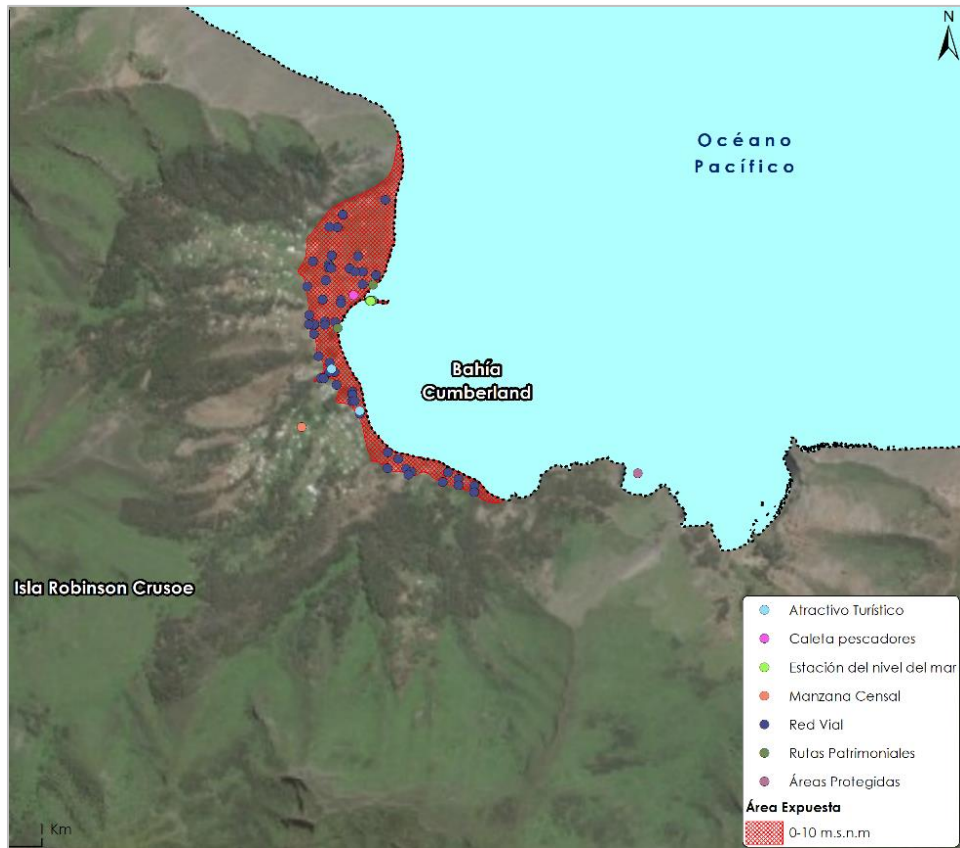 N
Océano
Pacífico
Bahía
Cumberland
Isla Robinson Crusoe
Atractivo Turístico
Caleta pescadores
Estación del nivel del mar
Manzana Censal
Red Vial
Rutas Patrimoniales
Áreas Protegidas
Área Expuesta
0-10 m.s.n.m
Km